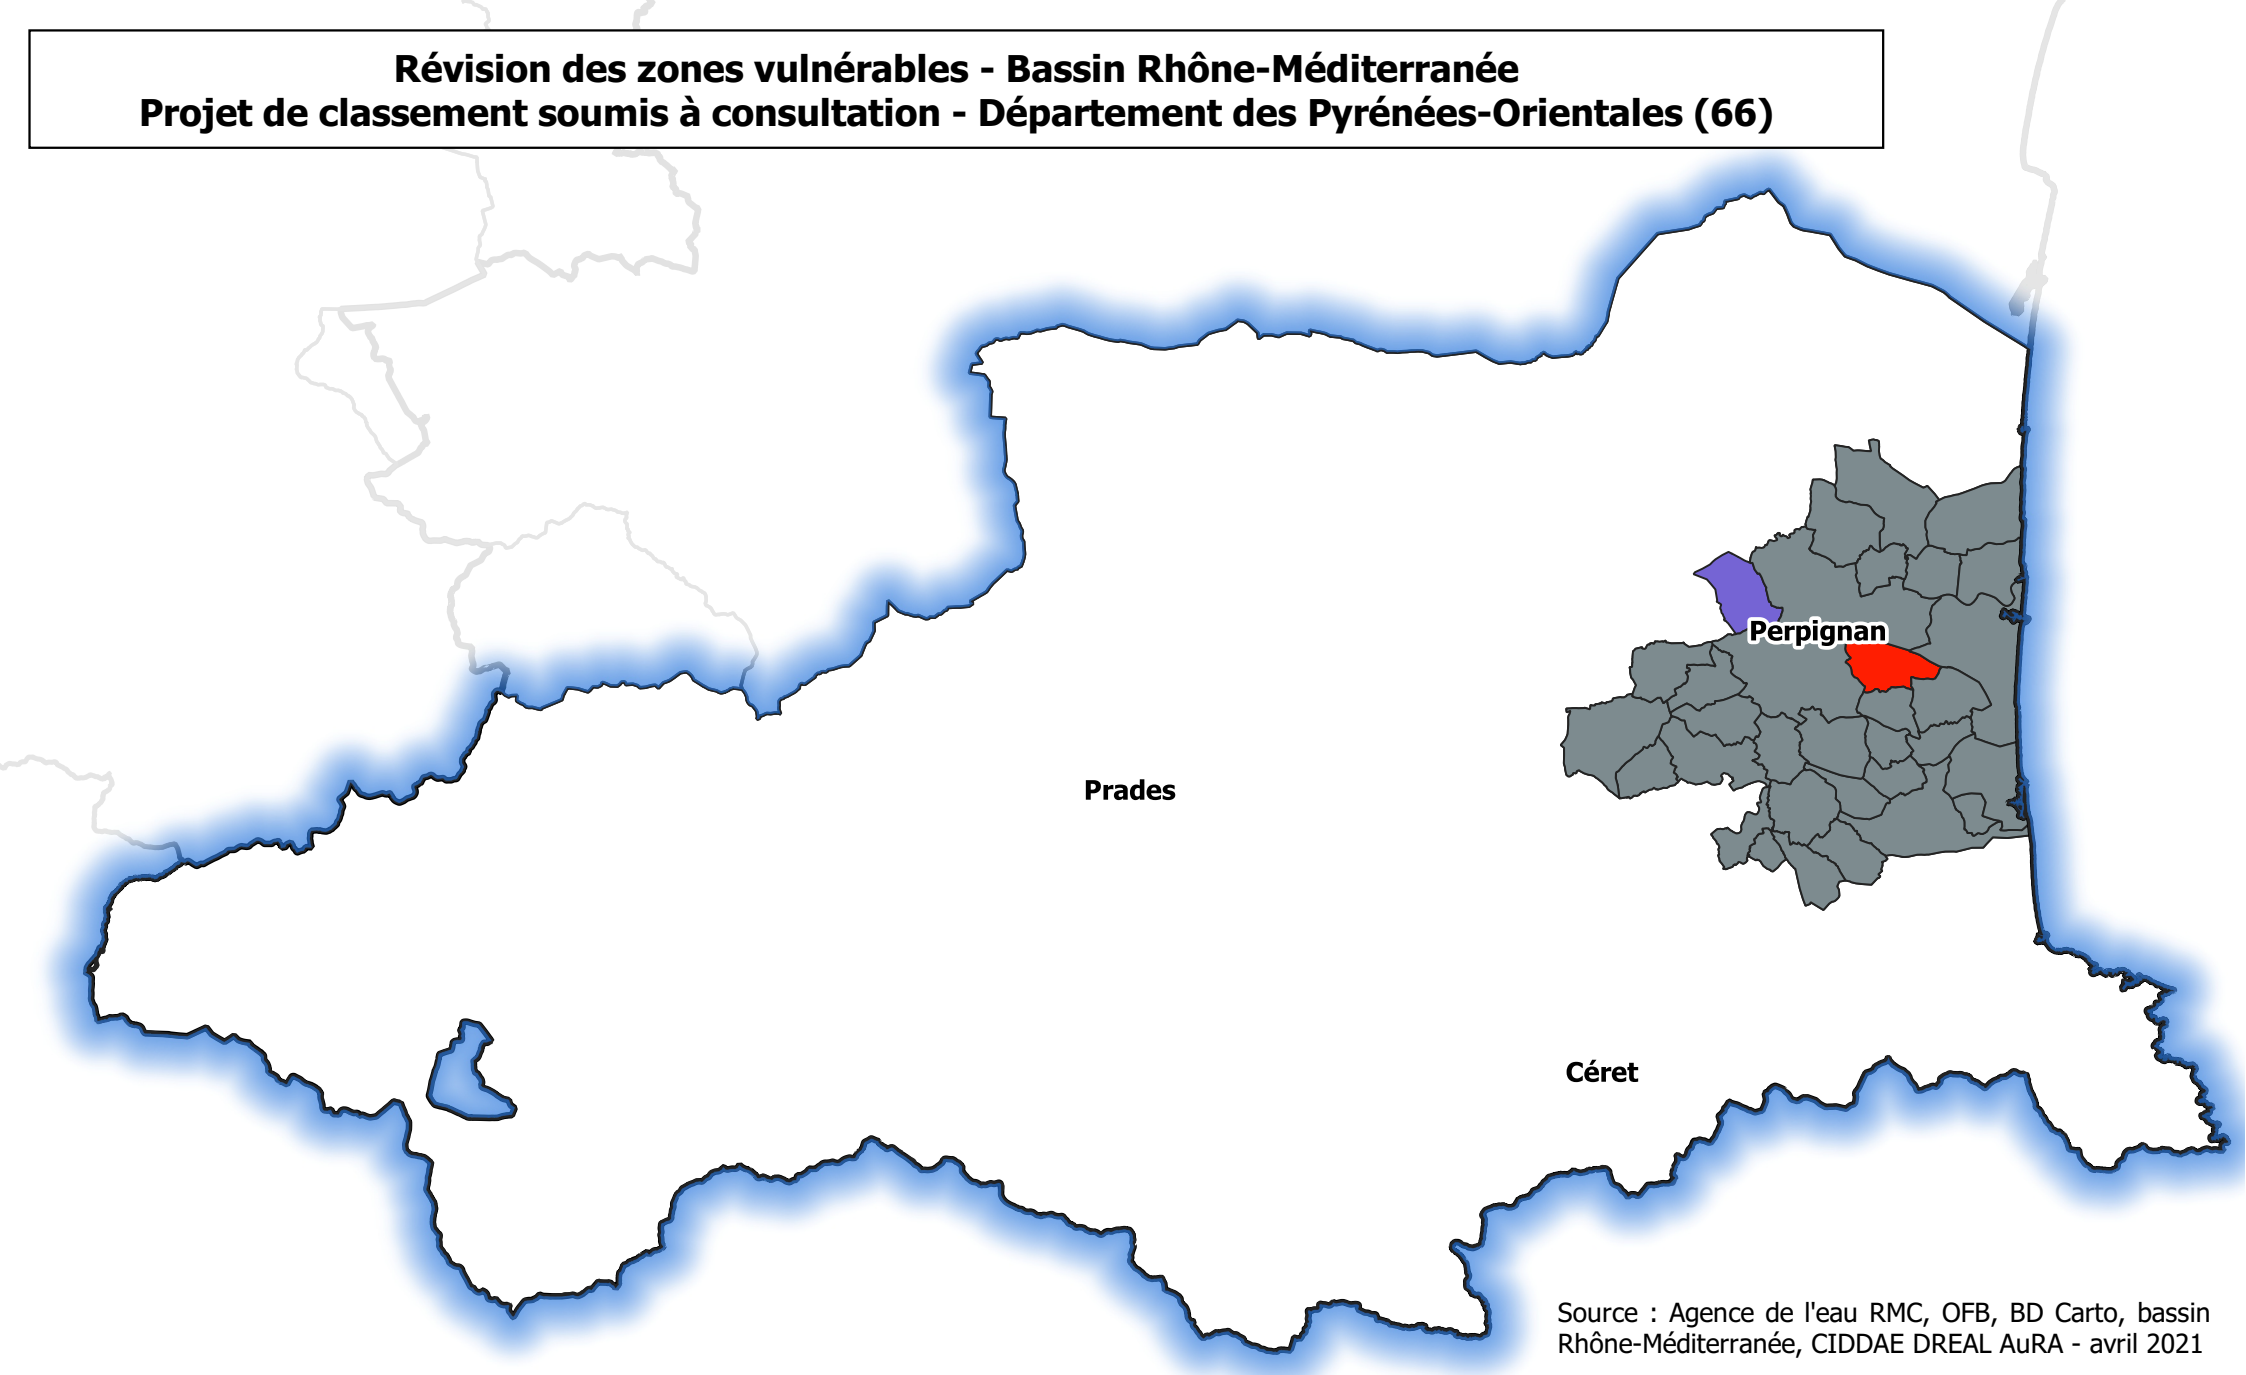 Révision des zones vulnérables - Bassin Rhône-Méditerranée
Projet de classement soumis à consultation - Département des Pyrénées-Orientales (66)
Perpignan
Prades
Céret
Source : Agence de l'eau RMC, OFB, BD Carto, bassin
Rhône-Méditerranée, CIDDAE DREAL AuRA - avril 2021